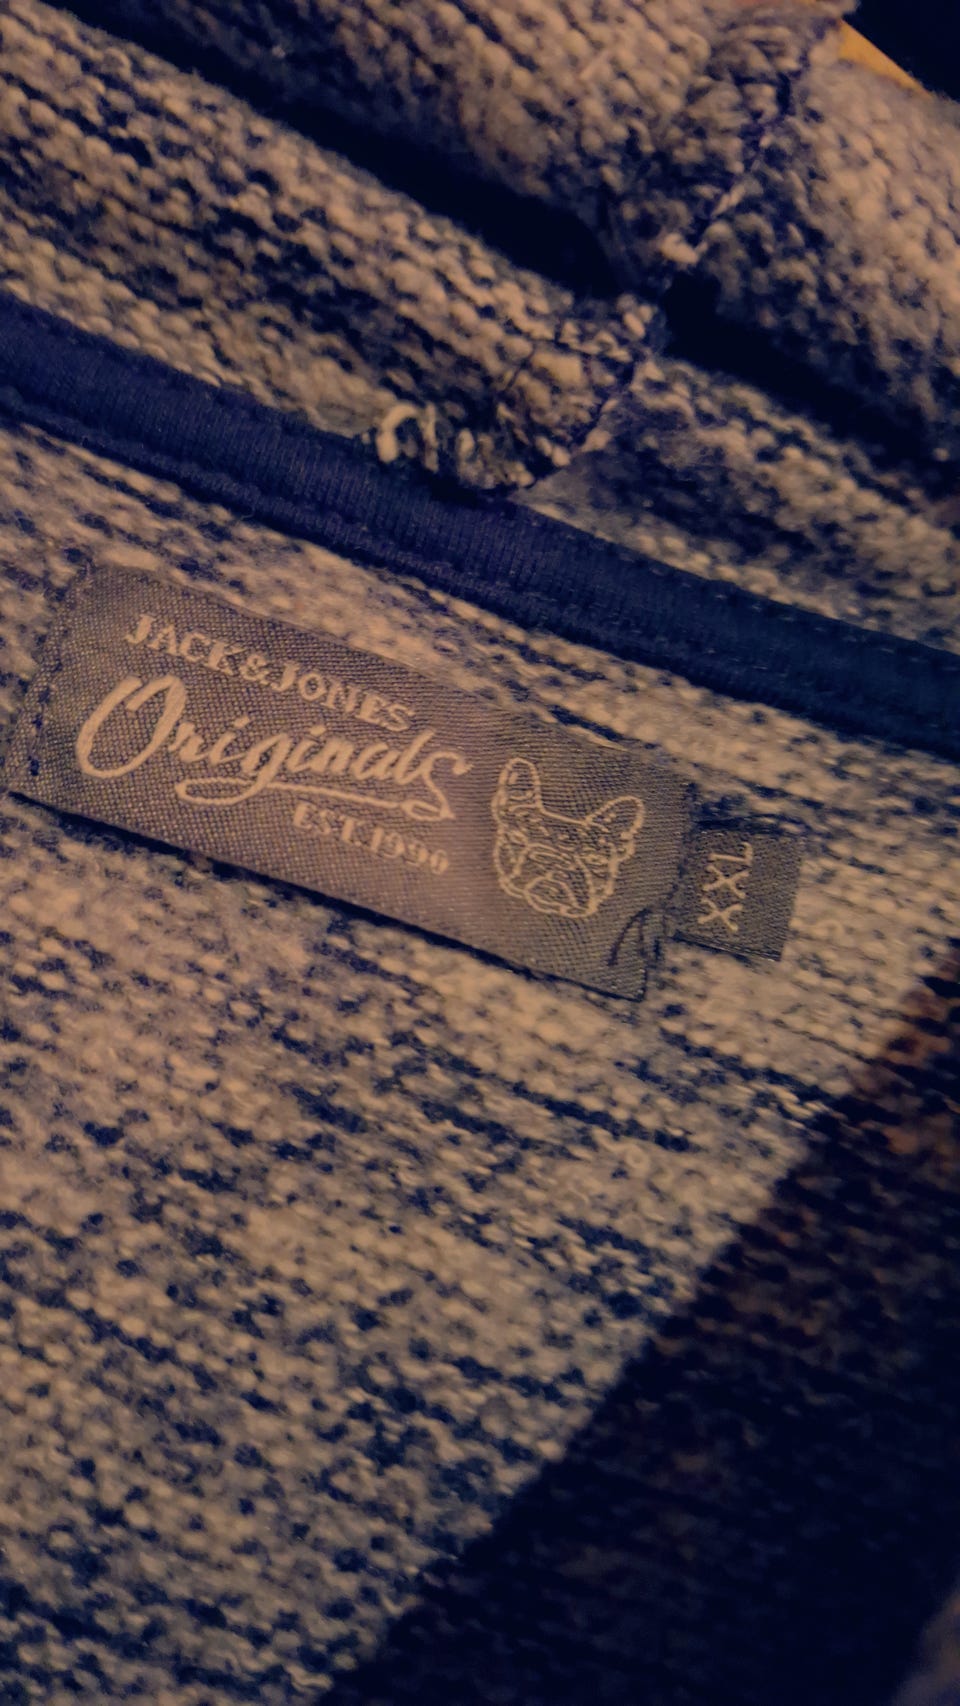 JACK&JONES
Originals
EST.1990
XXL